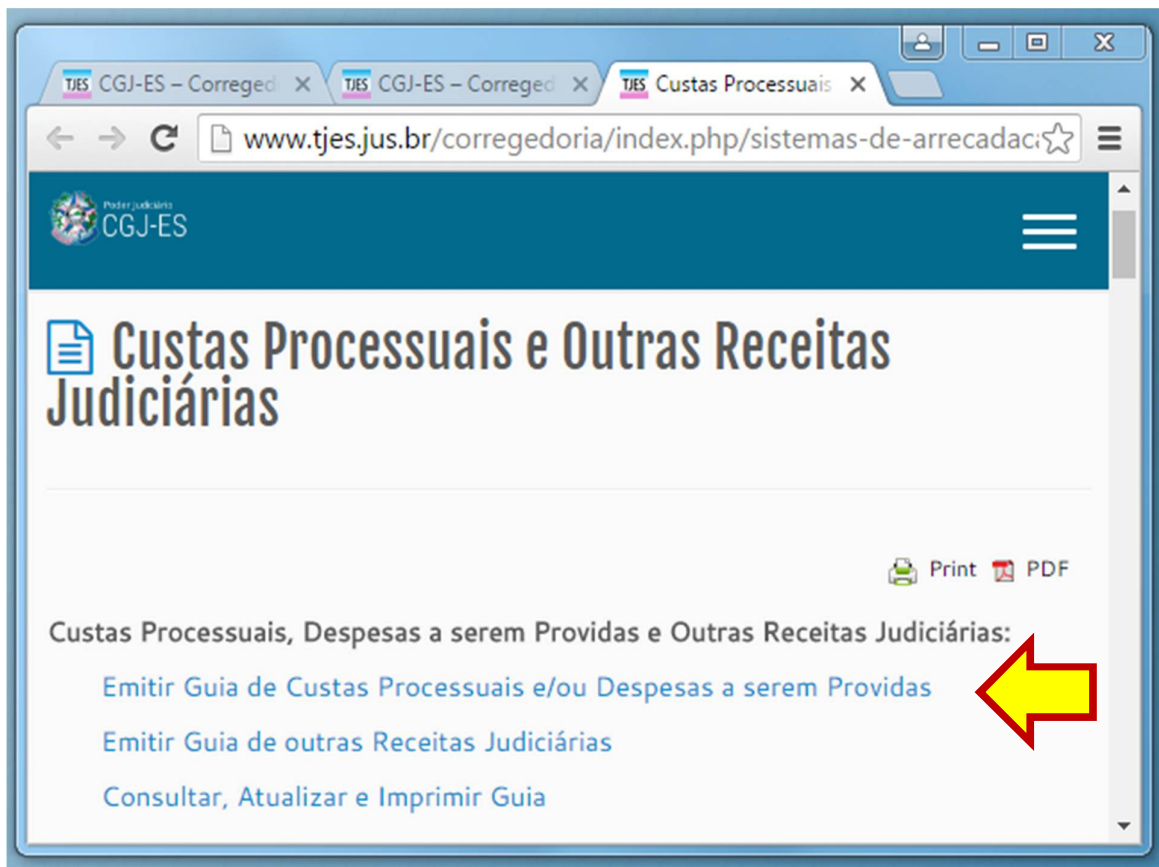 TJES CGJ-ES – Correged
TJES CGJ-ES – Correged
TJES Custas Processuais
www.tjes.jus.br/corregedoria/index.php/sistemas-de-arrecadaca
Poder Judiciário
CGJ-ES
Custas Processuais e Outras Receitas
Judiciárias
Print PDF
Custas Processuais, Despesas a serem Providas e Outras Receitas Judiciárias:
Emitir Guia de Custas Processuais e/ou Despesas a serem Providas
Emitir Guia de outras Receitas Judiciárias
Consultar, Atualizar e Imprimir Guia